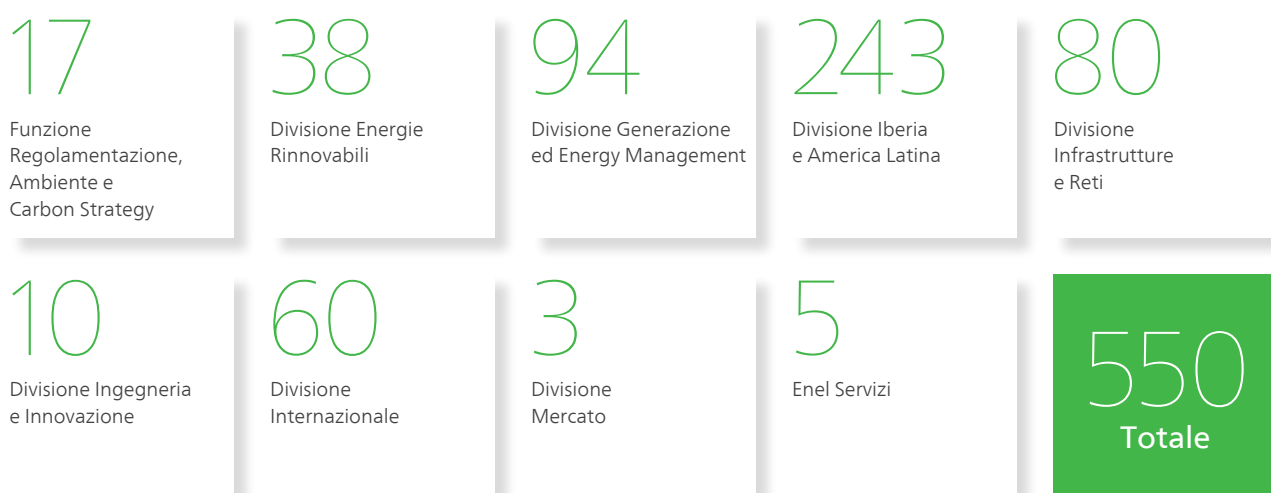 17
Funzione
Regolamentazione,
Ambiente e
Carbon Strategy
38
Divisione Energie
Rinnovabili
94
Divisione Generazione
ed Energy Management
243
Divisione Iberia
e America Latina
80
Divisione
Infrastrutture
e Reti
10
Divisione Ingegneria
e Innovazione
60
Divisione
Internazionale
3
Divisione
Mercato
5
Enel Servizi
550
Totale